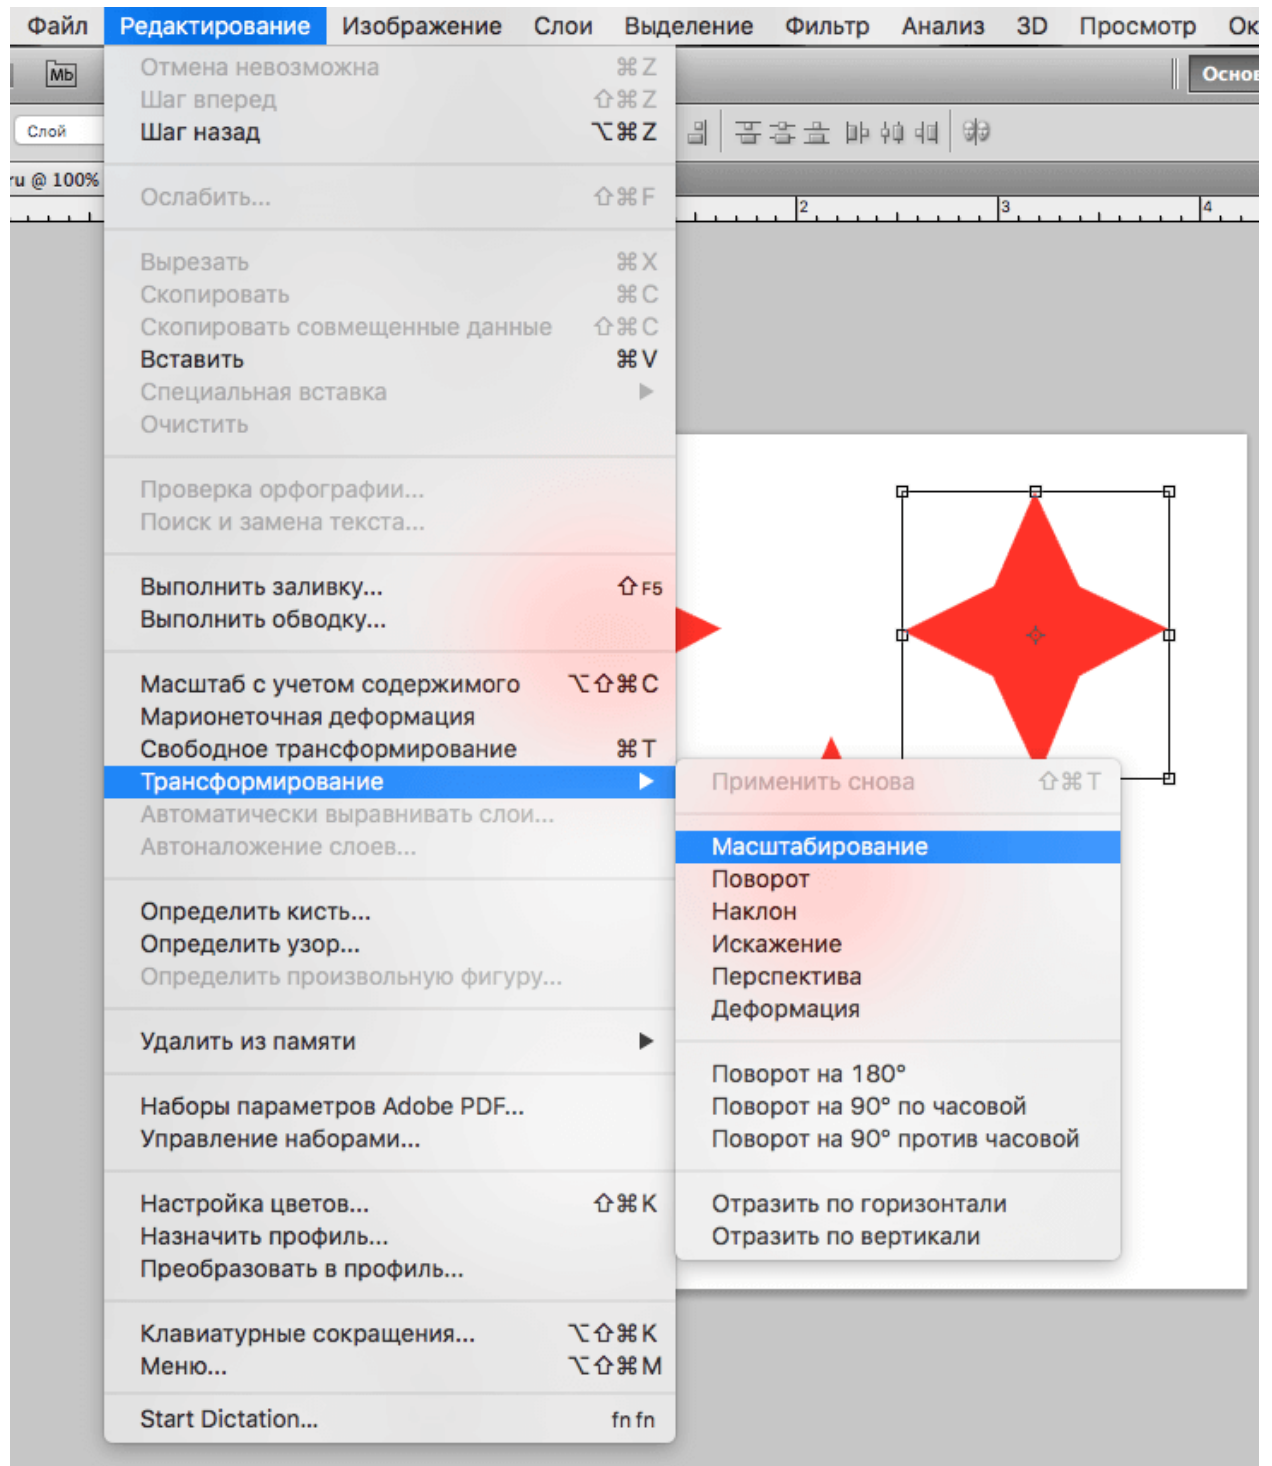 Файл Редактирование Изображение Слои Выделение Фильтр Анализ 3D Просмотр
Mb
Слой
ru @ 100%
2 3 4
Отмена невозможна ⌘Z
Шаг вперед ⇧⌘Z
Шаг назад ⌥⌘Z
Ослабить... ⇧⌘F
Вырезать ⌘X
Скопировать ⌘C
Скопировать совмещенные данные ⇧⌘C
Вставить ⌘V
Специальная вставка ▶
Очистить
Проверка орфографии...
Поиск и замена текста...
Выполнить заливку... ⇧F5
Выполнить обводку...
Масштаб с учетом содержимого ⌥⇧⌘C
Марионеточная деформация
Свободное трансформирование ⌘T
Трансформирование ▶
Автоматически выравнивать слои...
Автоналожение слоев...
Определить кисть...
Определить узор...
Определить произвольную фигуру...
Удалить из памяти ▶
Наборы параметров Adobe PDF...
Управление наборами...
Настройка цветов... ⇧⌘K
Назначить профиль...
Преобразовать в профиль...
Клавиатурные сокращения... ⌥⇧⌘K
Меню... ⌥⇧⌘M
Start Dictation... fn fn
Применить снова ⇧⌘T
Масштабирование
Поворот
Наклон
Искажение
Перспектива
Деформация
Поворот на 180°
Поворот на 90° по часовой
Поворот на 90° против часовой
Отразить по горизонтали
Отразить по вертикали